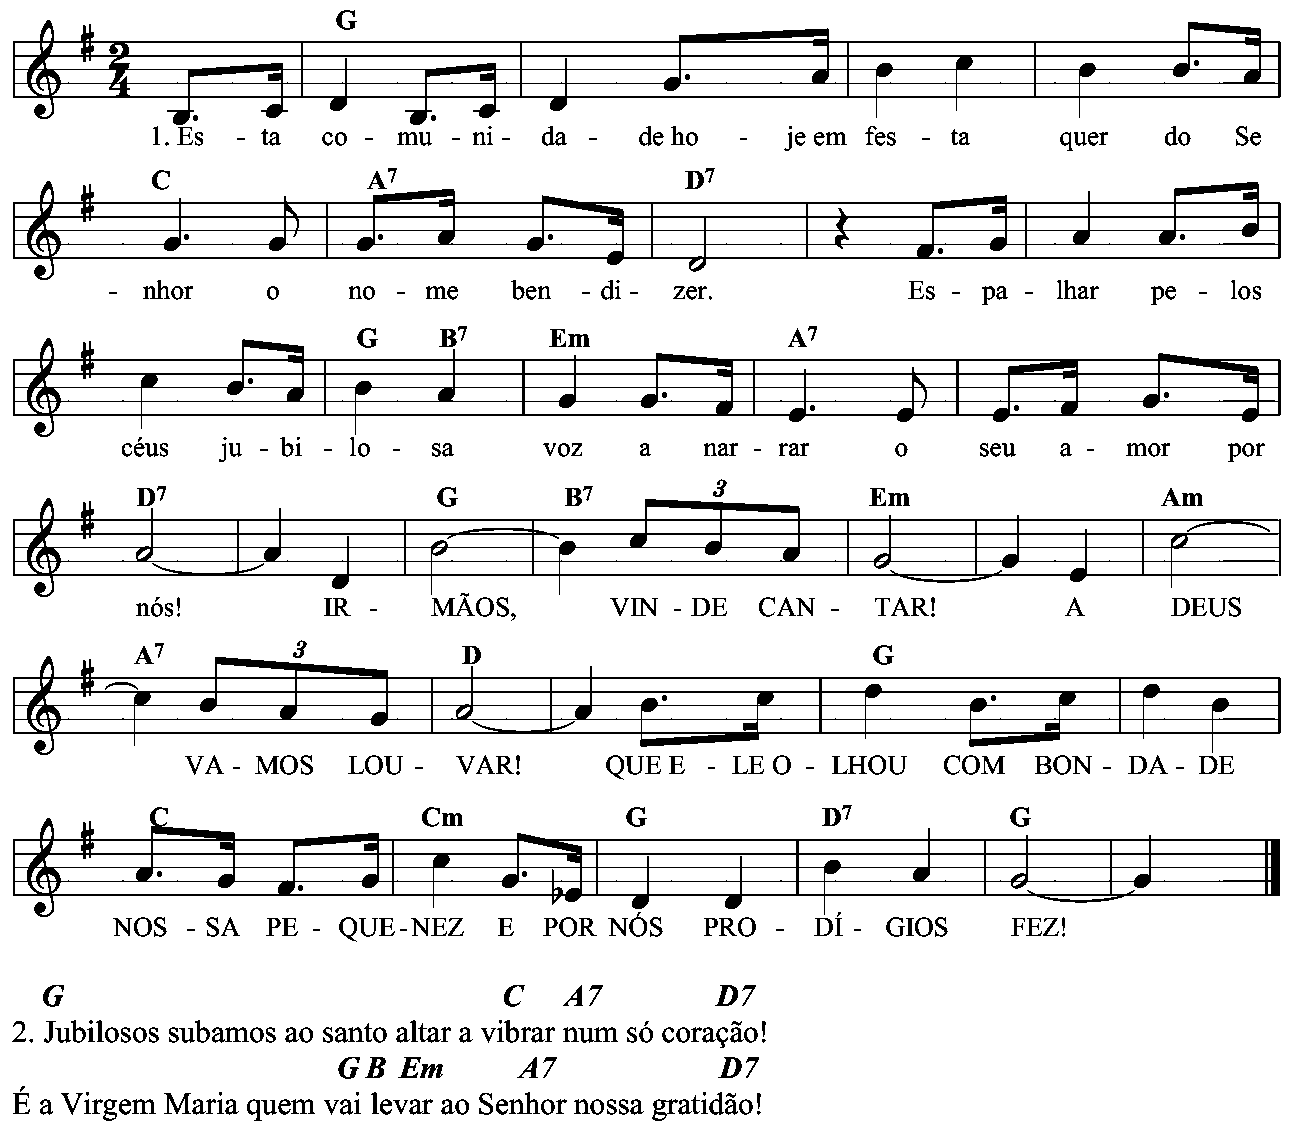 G
2
4
1. Es - ta co - mu - ni - da - de ho - je em fes - ta quer do Se
C A7 D7
- nhor o no - me ben - di - zer. Es - pa - lhar pe - los
G B7 Em A7
céus ju - bi - lo - sa voz a nar - rar o seu a - mor por
D7 G B7 3 Em Am
nós! IR - MÃOS, VIN - DE CAN - TAR! A DEUS
A7 3 D G
VA - MOS LOU - VAR! QUE E - LE O - LHOU COM BON - DA - DE
C Cm G D7 G
NOS - SA PE - QUE - NEZ E POR NÓS PRO - DÍ - GIOS FEZ!
G C A7 D7
2. Jubilosos subamos ao santo altar a vibrar num só coração!
G B Em A7 D7
É a Virgem Maria quem vai levar ao Senhor nossa gratidão!